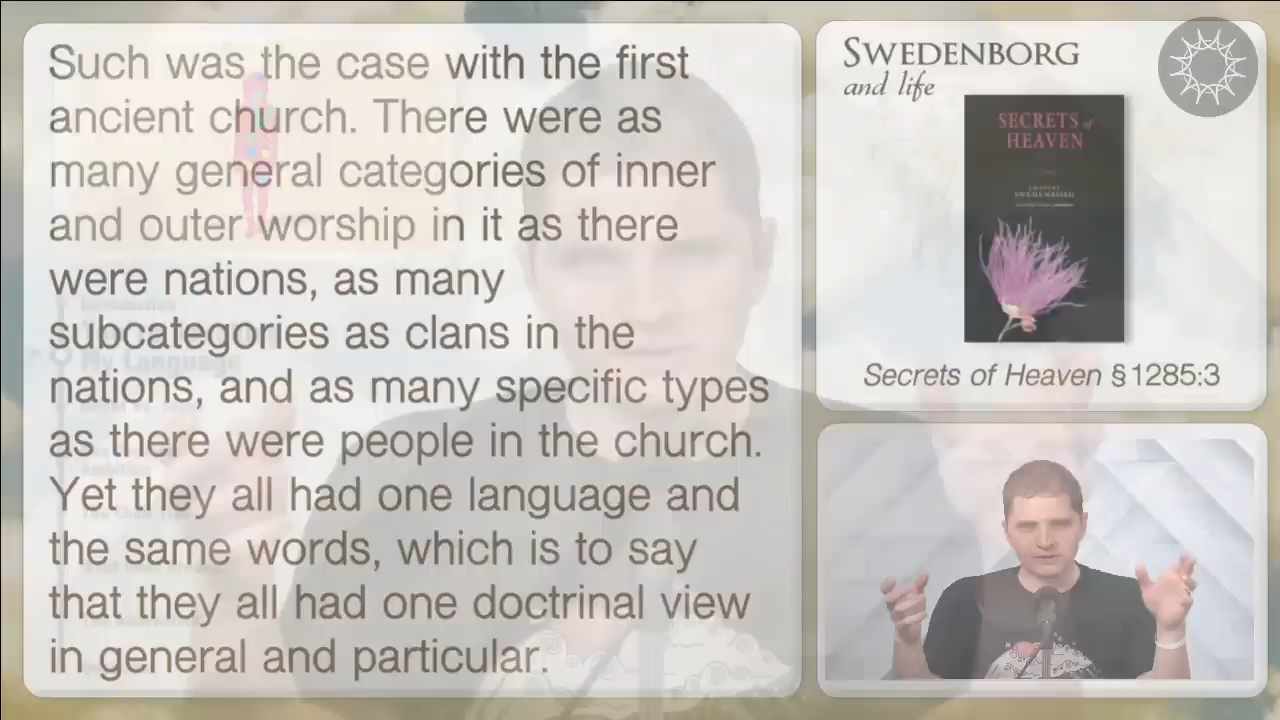 Such was the case with the first
ancient church. There were as
many general categories of inner
and outer worship in it as there
were nations, as many
subcategories as clans in the
nations, and as many specific types
as there were people in the church.
Yet they all had one language and
the same words, which is to say
that they all had one doctrinal view
in general and particular.
SWEDENBORG
and life
SECRETS of
HEAVEN
Secrets of Heaven § 1285:3
My Language